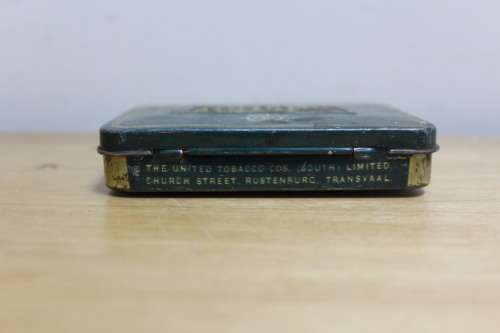 THE UNITED TOBACCO COS. (SOUTH) LIMITED.
CHURCH STREET, RUSTENBURG, TRANSVAAL.